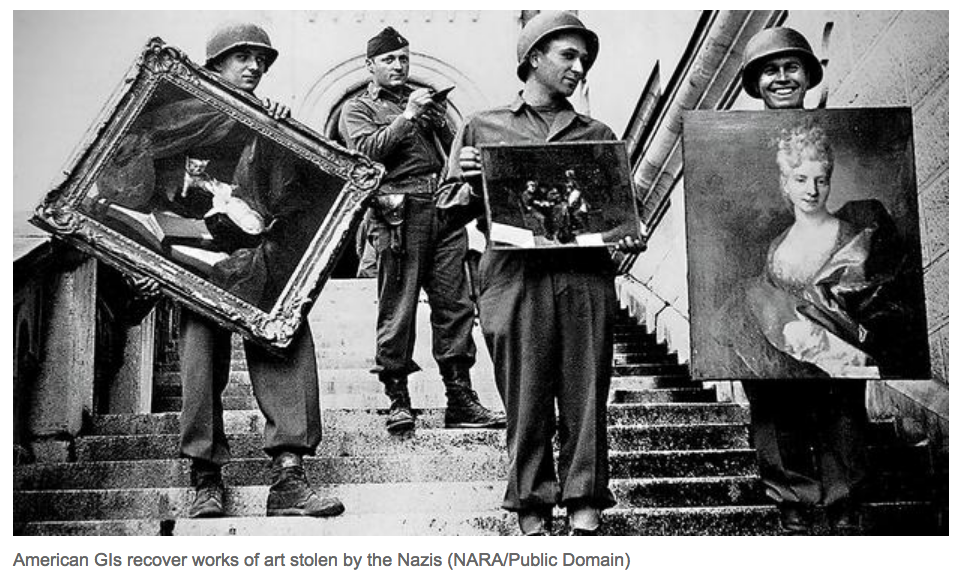 American GIs recover works of art stolen by the Nazis (NARA/Public Domain)